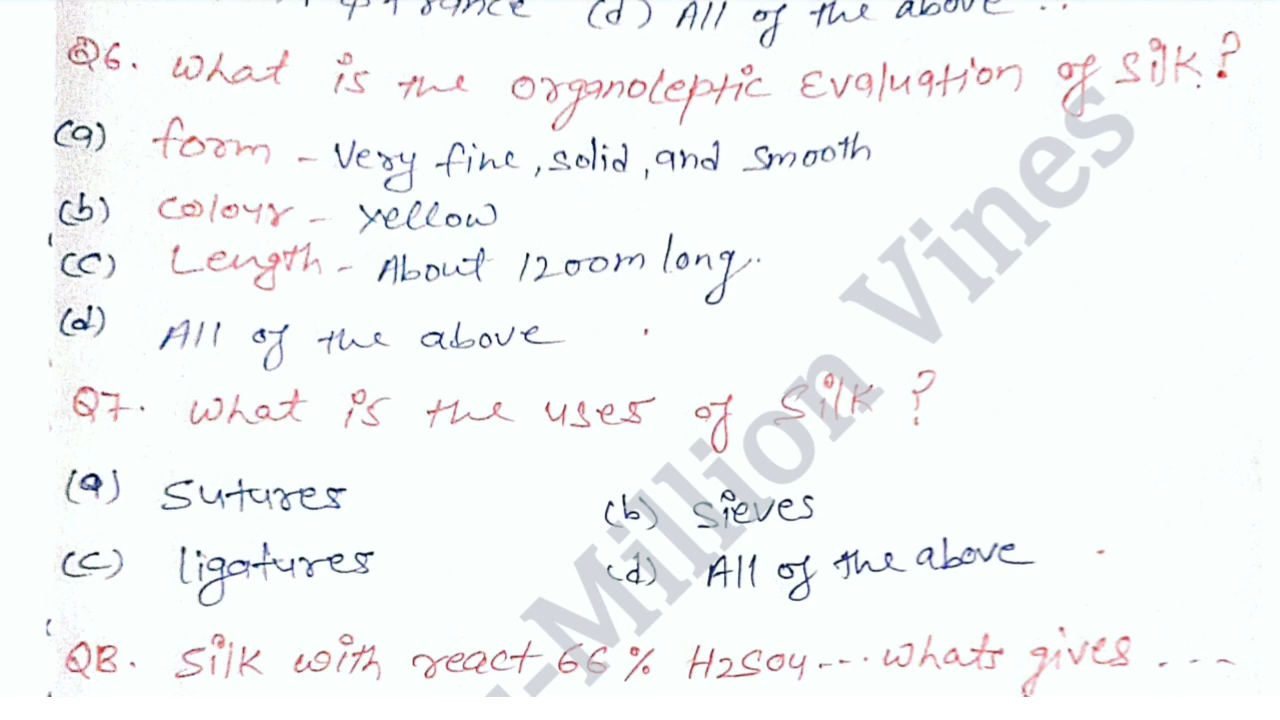 (d) All of the above ..
Q6. What is the organoleptic Evaluation of Silk?
(a) form - Very fine, solid, and smooth
(b) Colour - Yellow
(c) Length - About 1200m long.
(d) All of the above
Q7. What is the uses of Silk ?
(a) Sutures (b) Sieves
(c) ligatures (d) All of the above
Q8. Silk with react 66% H2SO4... whats gives ...
Million Vines